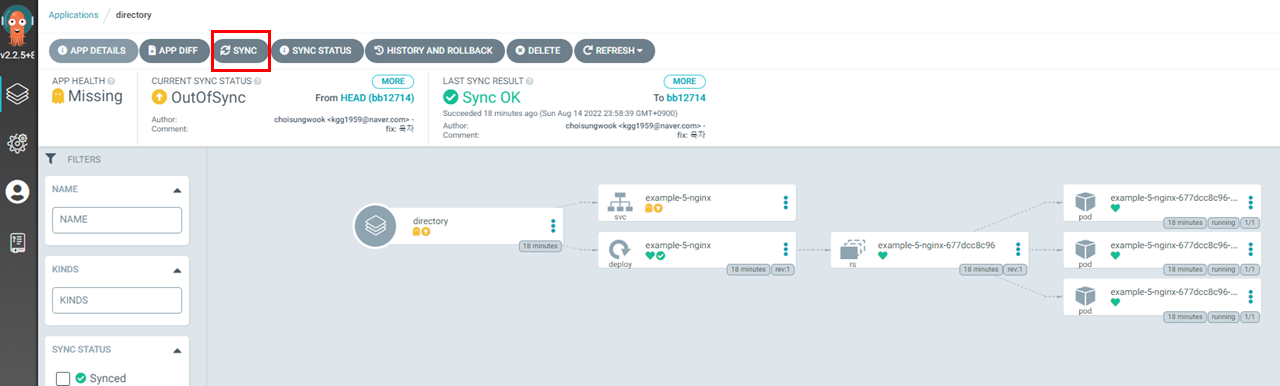 Applications / directory
v2.2.5+8
APP DETAILS APP DIFF SYNC SYNC STATUS HISTORY AND ROLLBACK DELETE REFRESH
APP HEALTH
Missing
CURRENT SYNC STATUS MORE
OutOfSync From HEAD (bb12714)
Author: choisungwook <kgg1959@naver.com> -
Comment: fix: 목차
LAST SYNC RESULT MORE
Sync OK To bb12714
Succeeded 18 minutes ago (Sun Aug 14 2022 23:58:39 GMT+0900)
Author: choisungwook <kgg1959@naver.com> -
Comment: fix: 목차
FILTERS
NAME
NAME
KINDS
KINDS
SYNC STATUS
Synced
directory
18 minutes
svc
example-5-nginx
deploy
example-5-nginx
18 minutes rev:1
rs
example-5-nginx-677dcc8c96
18 minutes rev:1
pod
example-5-nginx-677dcc8c96-...
18 minutes running 1/1
pod
example-5-nginx-677dcc8c96-...
18 minutes running 1/1
pod
example-5-nginx-677dcc8c96-...
18 minutes running 1/1